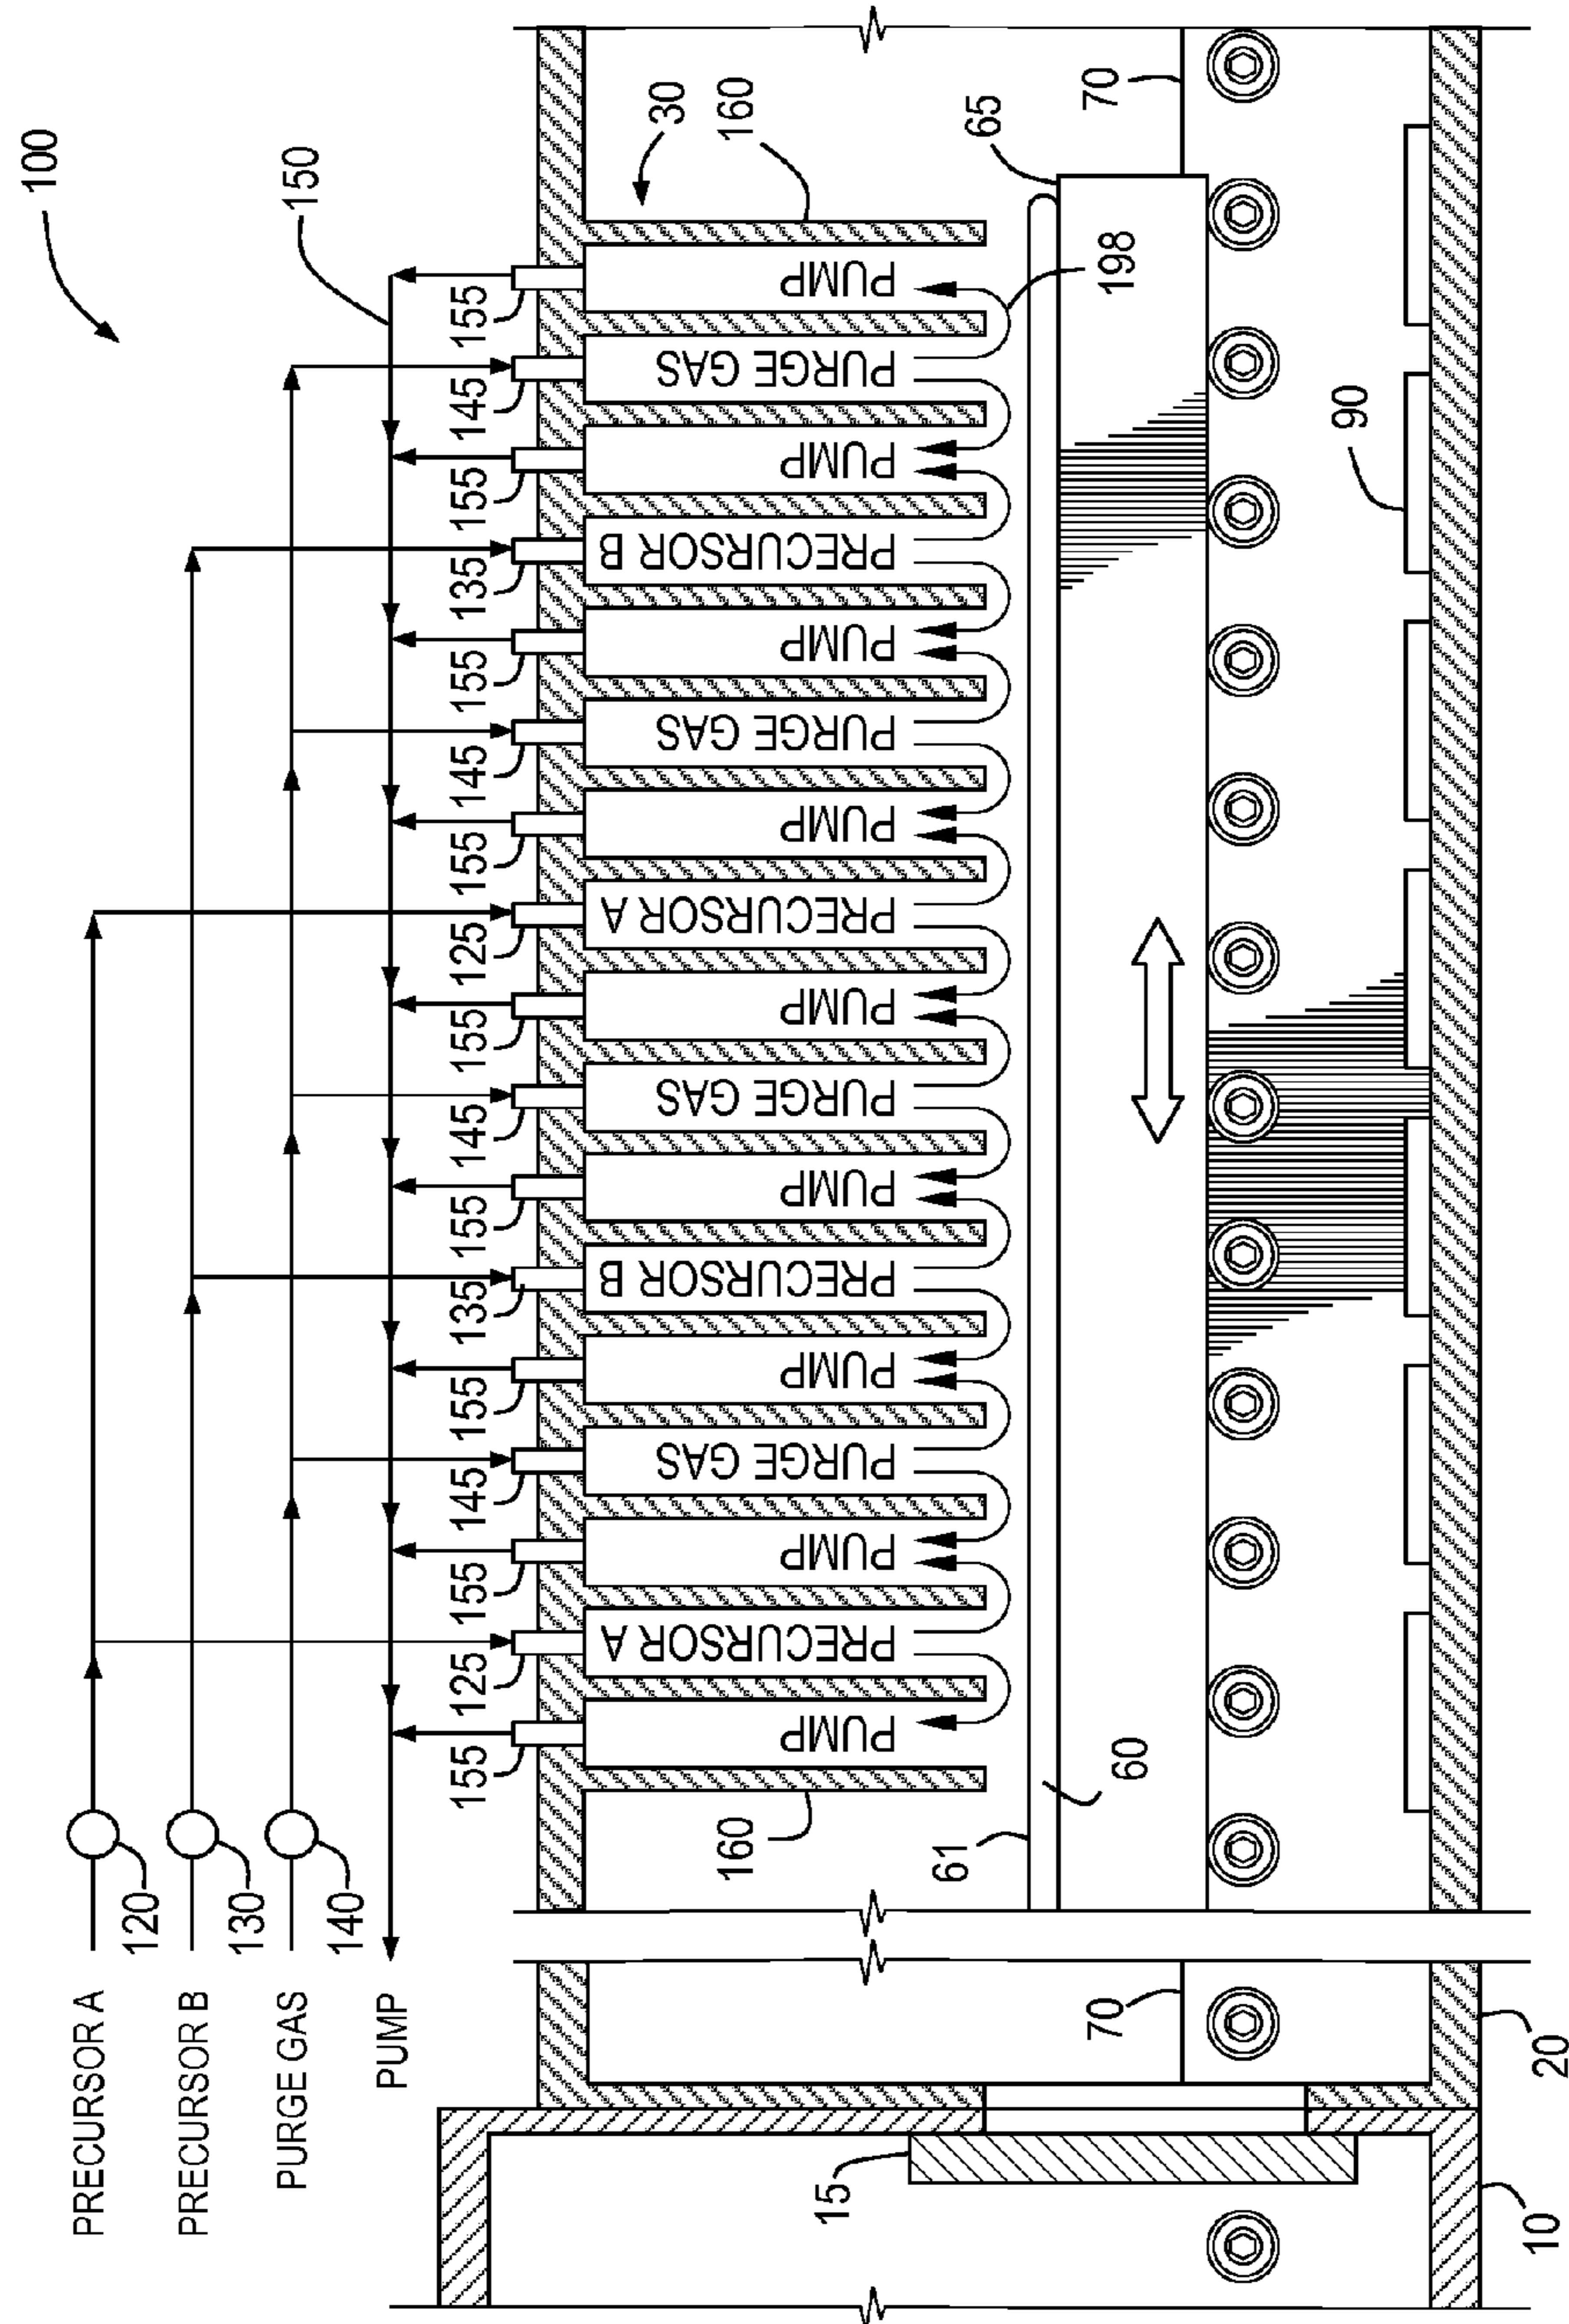 100
PRECURSOR A
120
PRECURSOR B
130
PURGE GAS
150
140
PUMP
155
125
155
145
155
135
155
145
155
125
155
145
155
135
155
145
155
30
160
160
PUMP
PRECURSOR A
PUMP
PURGE GAS
PUMP
PRECURSOR B
PUMP
PURGE GAS
PUMP
PRECURSOR A
PUMP
PURGE GAS
PUMP
PRECURSOR B
PUMP
PURGE GAS
PUMP
15
61
65
70
70
198
60
90
10
20